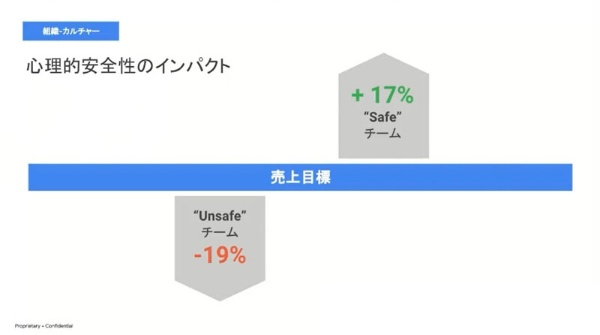 組織-カルチャー
心理的安全性のインパクト
+ 17%
”Safe”
チーム
売上目標
“Unsafe”
チーム
-19%
Proprietary + Confidential